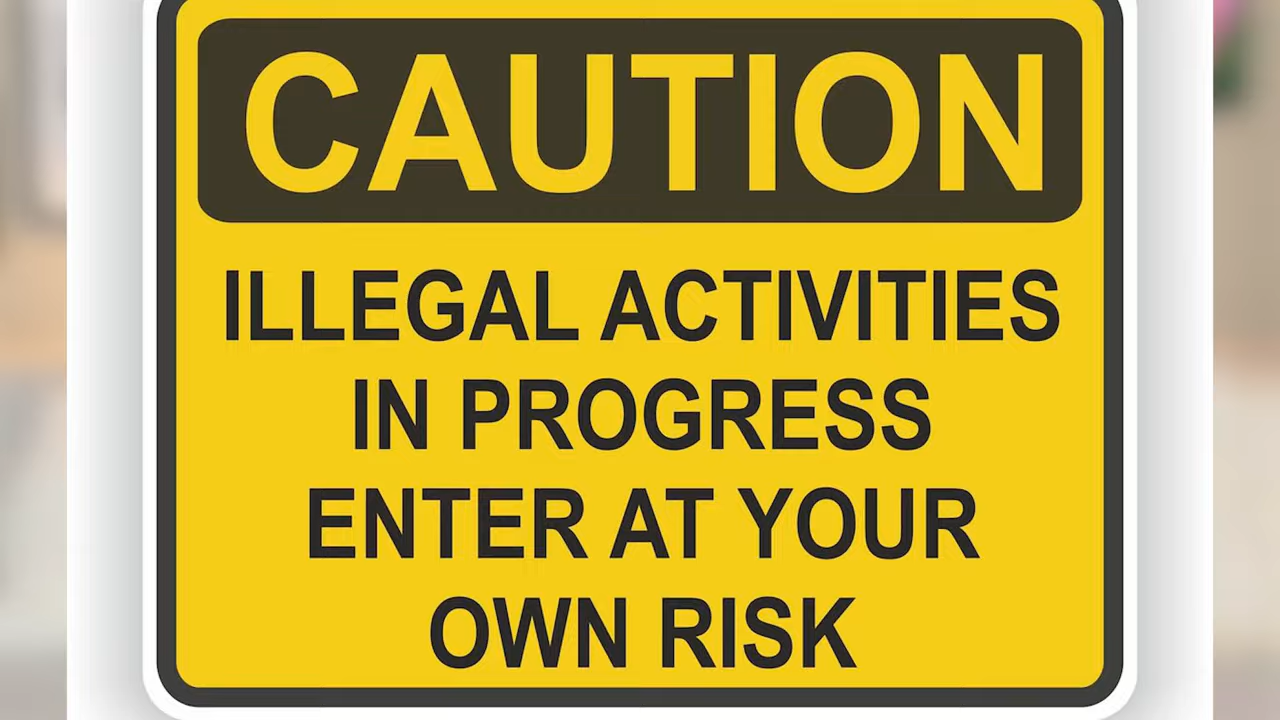 CAUTION
ILLEGAL ACTIVITIES
IN PROGRESS
ENTER AT YOUR
OWN RISK